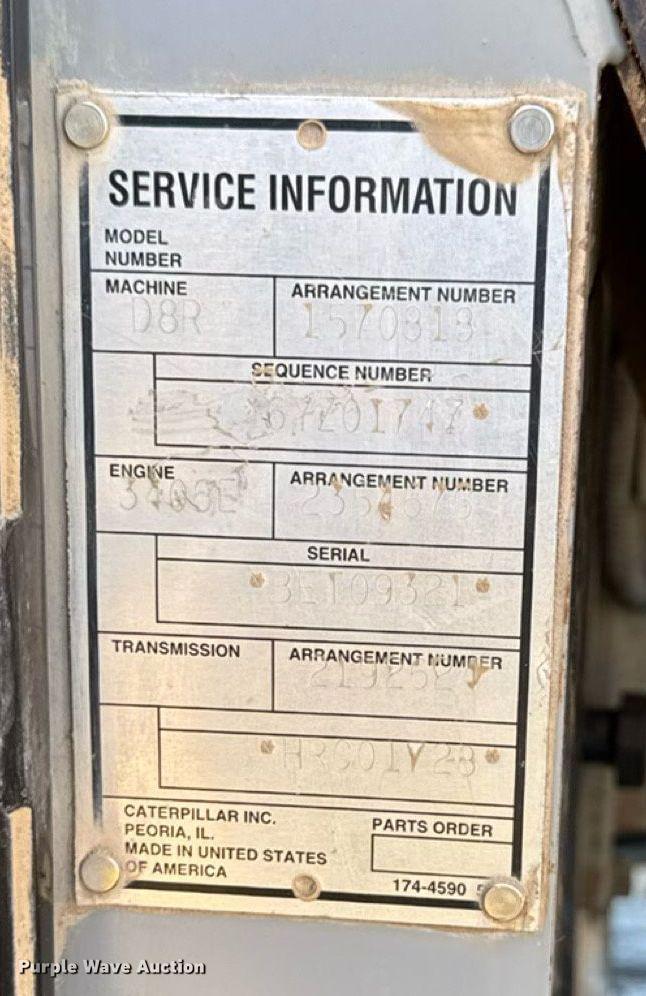 SERVICE INFORMATION
MODEL
NUMBER
MACHINE
ARRANGEMENT NUMBER
D8R
1570813
SEQUENCE NUMBER
ENGINE
ARRANGEMENT NUMBER
3406E
SERIAL
TRANSMISSION
ARRANGEMENT NUMBER
CATERPILLAR INC.
PEORIA, IL.
MADE IN UNITED STATES
OF AMERICA
PARTS ORDER
174-4590
Purple Wave Auction